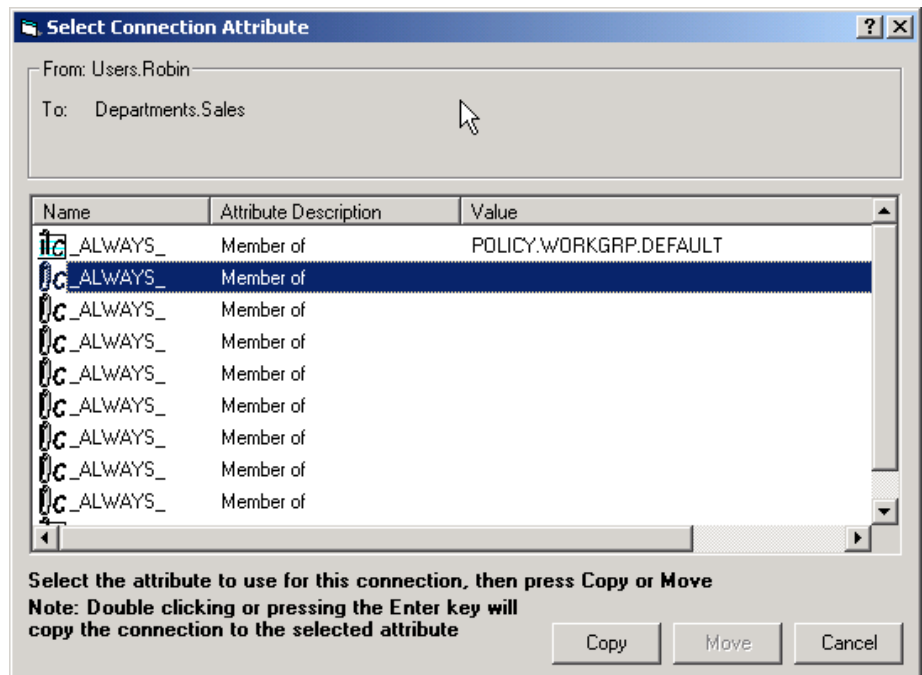 Select Connection Attribute
From: Users.Robin
To: Departments.Sales
Name Attribute Description Value
_ALWAYS_ Member of POLICY.WORKGRP.DEFAULT
_ALWAYS_ Member of
_ALWAYS_ Member of
_ALWAYS_ Member of
_ALWAYS_ Member of
_ALWAYS_ Member of
_ALWAYS_ Member of
_ALWAYS_ Member of
_ALWAYS_ Member of
Select the attribute to use for this connection, then press Copy or Move
Note: Double clicking or pressing the Enter key will
copy the connection to the selected attribute
Copy Move Cancel